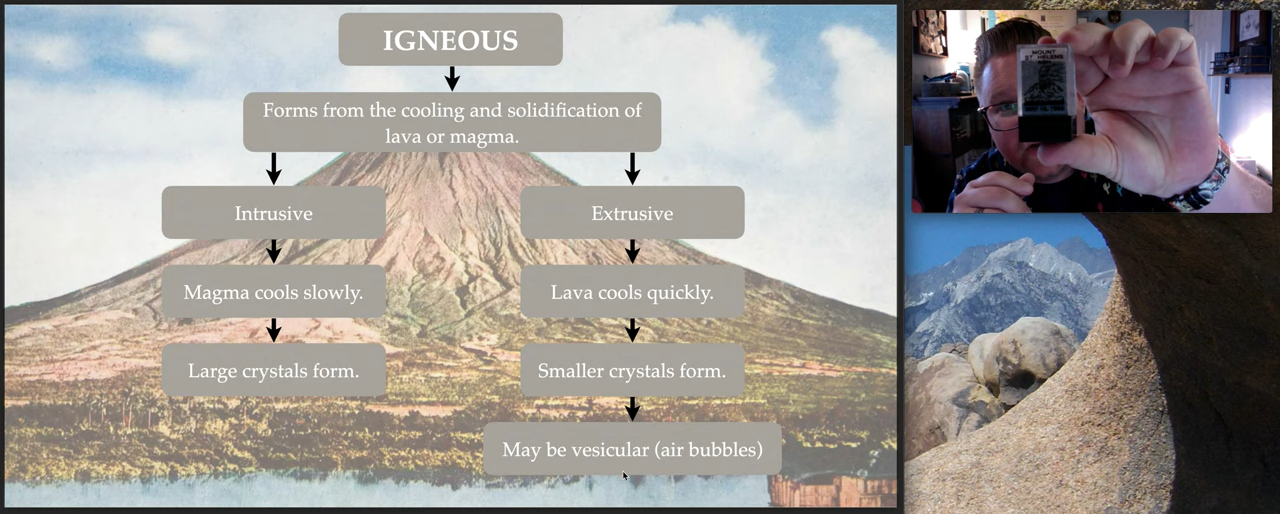 IGNEOUS
Forms from the cooling and solidification of
lava or magma.
Intrusive
Extrusive
Magma cools slowly.
Lava cools quickly.
Large crystals form.
Smaller crystals form.
May be vesicular (air bubbles)
MOUNT
ST. HELENS